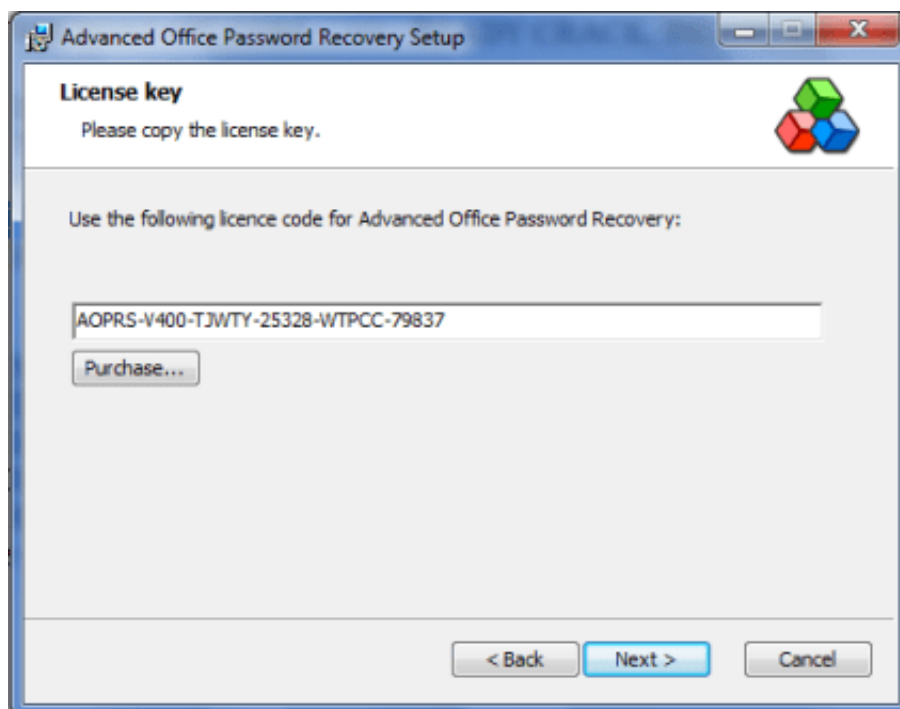 Advanced Office Password Recovery Setup
License key
Please copy the license key.
Use the following licence code for Advanced Office Password Recovery:
AOPRS-V400-TJWTY-25328-WTPCC-79837
Purchase...
< Back Next > Cancel